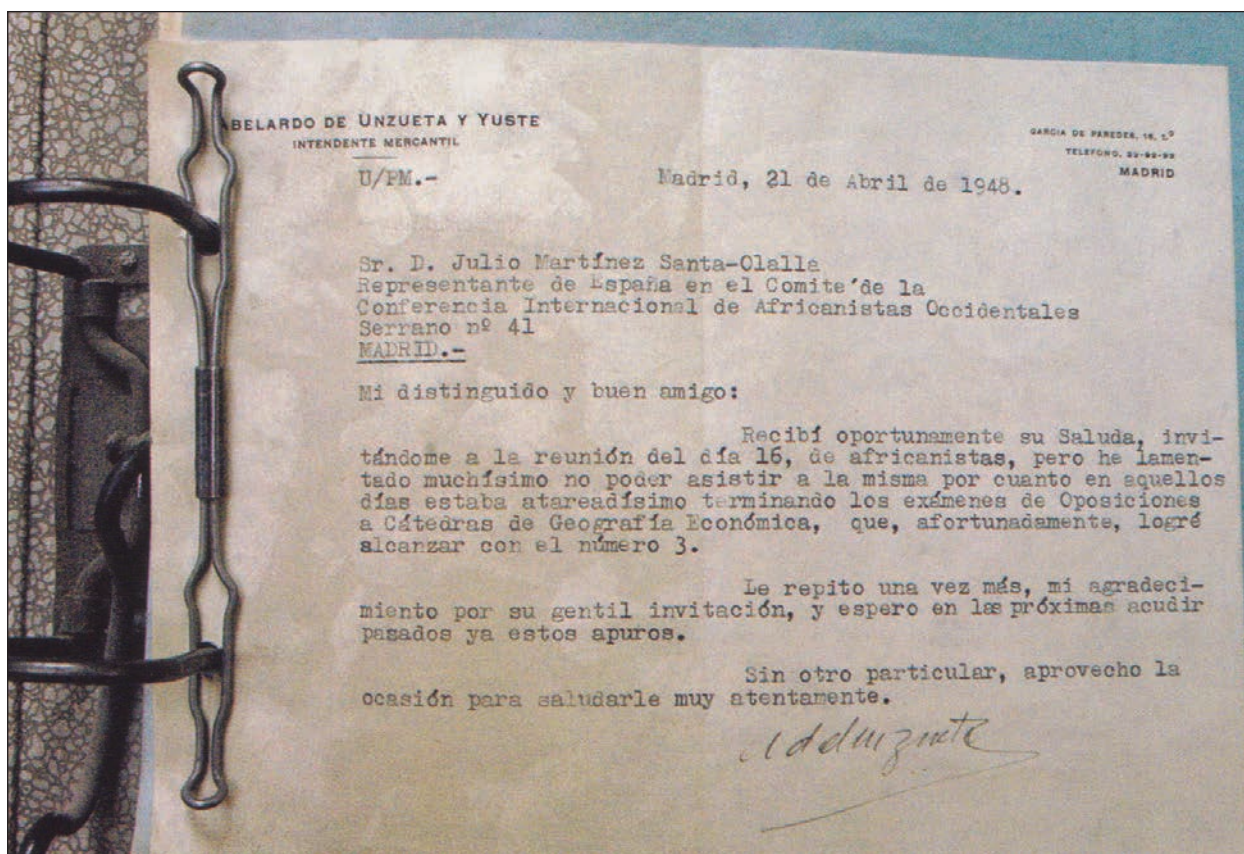 ABELARDO DE UNZUETA Y YUSTE
INTENDENTE MERCANTIL
GARCIA DE PAREDES,
TELEFONO,
MADRID
U/PM.-
Madrid, 21 de Abril de 1948.
Sr. D. Julio Martínez Santa-Olalla
Representante de España en el Comite'de la
Conferencia Internacional de Africanistas Occidentales
Serrano nº 41
MADRID.-
Mi distinguido y buen amigo:
Recibí oportunamente su Saluda, invi-
tándome a la reunión del día 16, de africanistas, pero he lamen-
tado muchísimo no poder asistir a la misma por cuanto en aquellos
días estaba atareadísimo terminando los exámenes de Oposiciones
a Cátedras de Geografía Económica, que, afortunadamente, logré
alcanzar con el número 3.
Le repito una vez más, mi agradeci-
miento por su gentil invitación, y espero en las próximas acudir
pasados ya estos apuros.
Sin otro particular, aprovecho la
ocasión para saludarle muy atentamente.